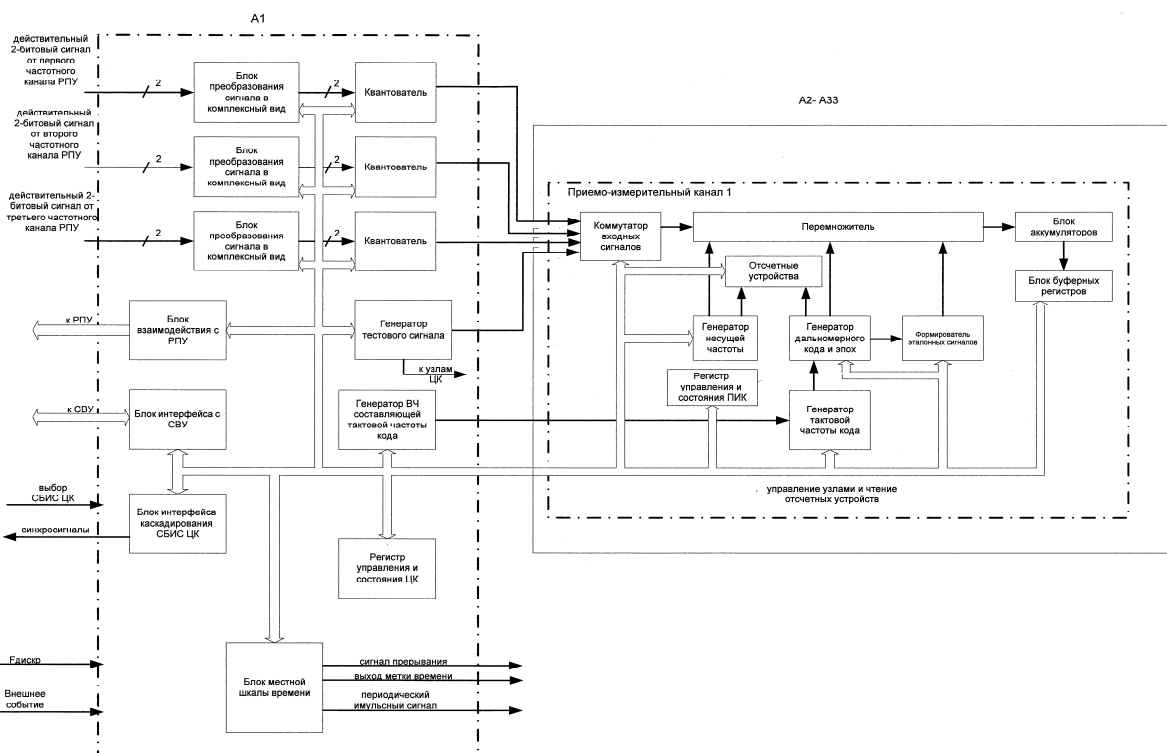 А1
действительный
2-битовый сигнал
от первого
частотного
канала РПУ
2
Блок
преобразования
сигнала в
комплексный вид
2
Квантователь
действительный
2-битовый сигнал
от второго
частотного
канала РПУ
2
Блок
преобразования
сигнала в
комплексный вид
2
Квантователь
действительный 2-
битовый сигнал от
третьего частотного
канала РПУ
2
Блок
преобразования
сигнала в
комплексный вид
2
Квантователь
к РПУ
Блок
взаимодействия с
РПУ
Генератор
тестового сигнала
к узлам
ЦК
к СВУ
Блок интерфейса с
СВУ
Генератор ВЧ
составляющей
тактовой частоты
кода
выбор
СБИС ЦК
синхросигналы
Блок интерфейса
каскадирования
СБИС ЦК
Регистр
управления и
состояния ЦК
Fдискр
Внешнее
событие
Блок местной
шкалы времени
сигнал прерывания
выход метки времени
периодический
имульсный сигнал
А2- А33
Приемо-измерительный канал 1
Коммутатор
входных
сигналов
Перемножитель
Блок
аккумуляторов
Отсчетные
устройства
Блок буферных
регистров
Генератор
несущей
частоты
Генератор
дальномерного
кода и эпох
Формирователь
эталонных сигналов
Регистр
управления и
состояния ПИК
Генератор
тактовой
частоты кода
управление узлами и чтение
отсчетных устройств